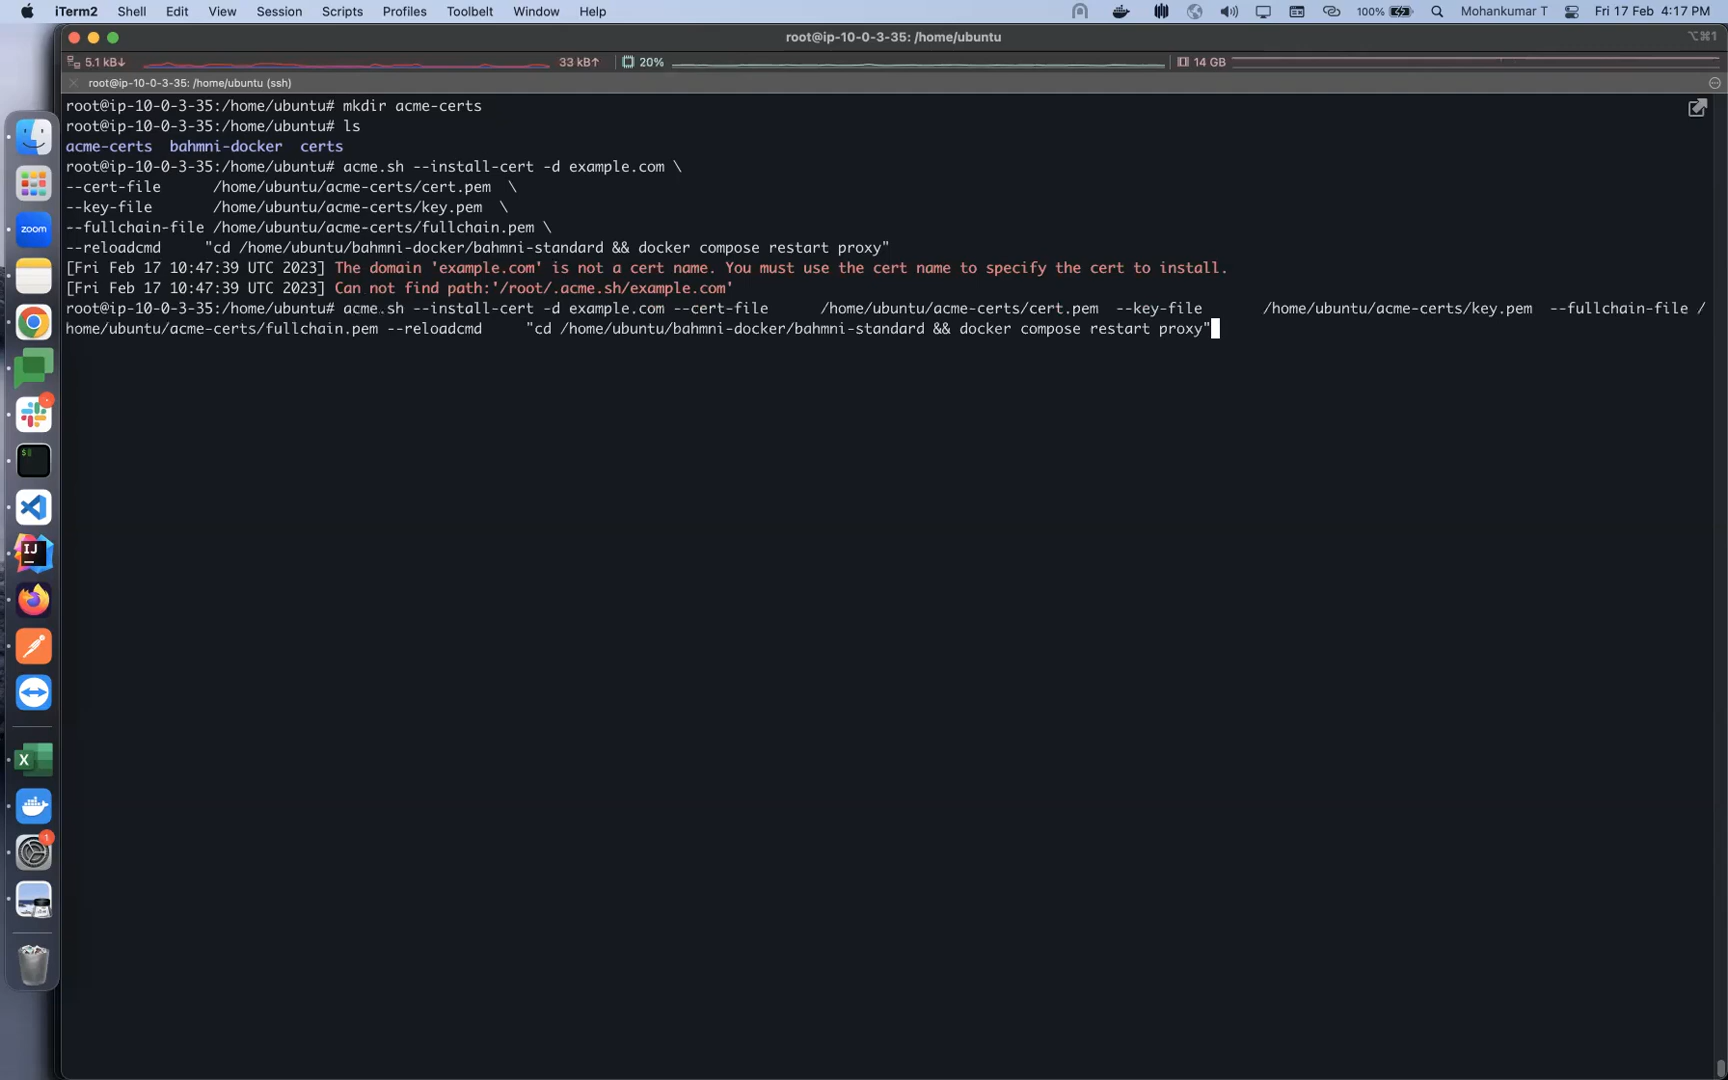 iTerm2 Shell Edit View Session Scripts Profiles Toolbelt Window Help 100% Mohankumar T Fri 17 Feb 4:17 PM
root@ip-10-0-3-35: /home/ubuntu ⌥⌘1
5.1 kB↓ 33 kB↑ 20% 14 GB
root@ip-10-0-3-35: /home/ubuntu (ssh)
root@ip-10-0-3-35:/home/ubuntu# mkdir acme-certs
root@ip-10-0-3-35:/home/ubuntu# ls
acme-certs bahmni-docker certs
root@ip-10-0-3-35:/home/ubuntu# acme.sh --install-cert -d example.com \
--cert-file /home/ubuntu/acme-certs/cert.pem \
--key-file /home/ubuntu/acme-certs/key.pem \
--fullchain-file /home/ubuntu/acme-certs/fullchain.pem \
--reloadcmd "cd /home/ubuntu/bahmni-docker/bahmni-standard && docker compose restart proxy"
[Fri Feb 17 10:47:39 UTC 2023] The domain 'example.com' is not a cert name. You must use the cert name to specify the cert to install.
[Fri Feb 17 10:47:39 UTC 2023] Can not find path:'/root/.acme.sh/example.com'
root@ip-10-0-3-35:/home/ubuntu# acme.sh --install-cert -d example.com --cert-file /home/ubuntu/acme-certs/cert.pem --key-file /home/ubuntu/acme-certs/key.pem --fullchain-file /
home/ubuntu/acme-certs/fullchain.pem --reloadcmd "cd /home/ubuntu/bahmni-docker/bahmni-standard && docker compose restart proxy"
zoom
$
IJ
X
1